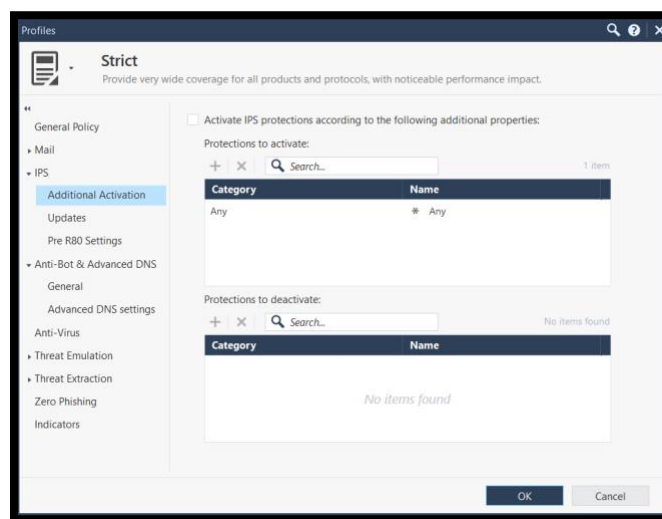 Profiles
Strict
Provide very wide coverage for all products and protocols, with noticeable performance impact.
General Policy
Mail
IPS
Additional Activation
Updates
Pre R80 Settings
Anti-Bot & Advanced DNS
General
Advanced DNS settings
Anti-Virus
Threat Emulation
Threat Extraction
Zero Phishing
Indicators
Activate IPS protections according to the following additional properties:
Protections to activate:
Search... 1 item
Category Name
Any Any
Protections to deactivate:
Search... No items found
Category Name
No items found
OK Cancel